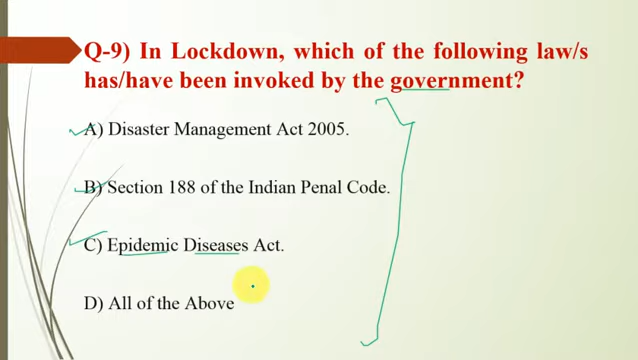 Q-9) In Lockdown, which of the following law/s
has/have been invoked by the government?
A) Disaster Management Act 2005.
B) Section 188 of the Indian Penal Code.
C) Epidemic Diseases Act.
D) All of the Above